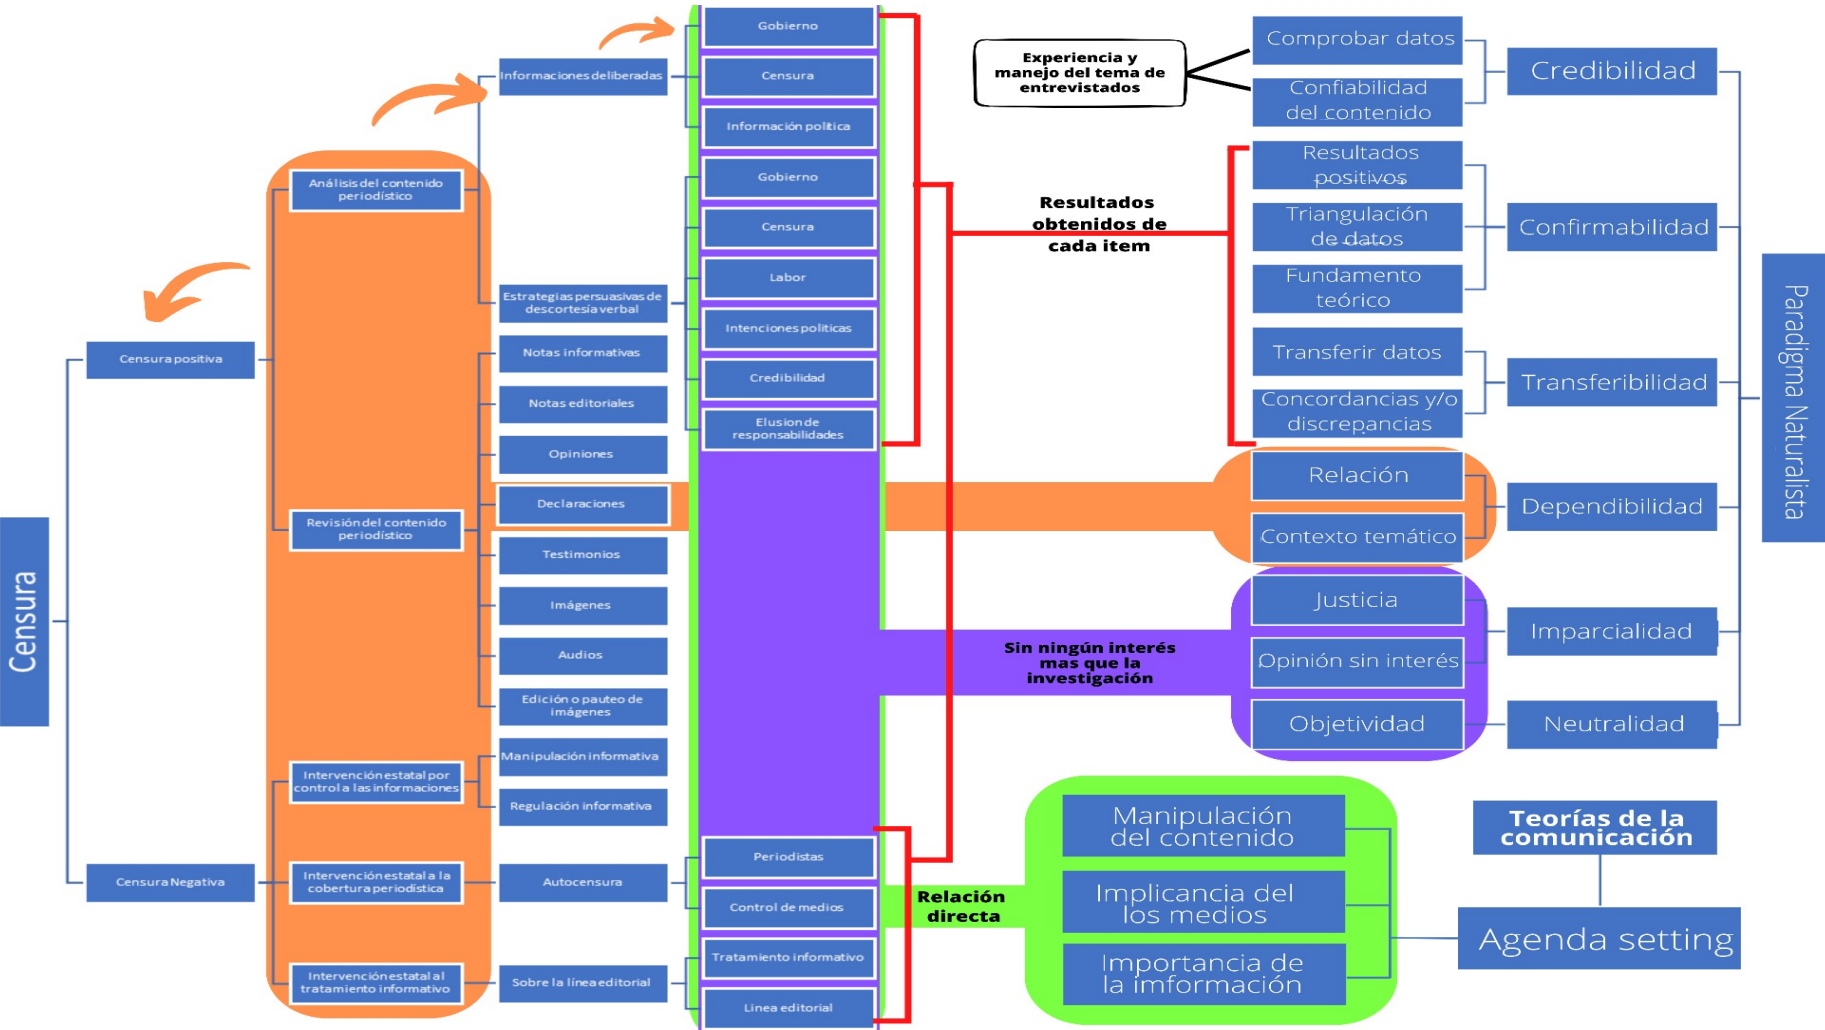 Censura
Censura positiva
Censura Negativa
Análisis del contenido
periodístico
Revisión del contenido
periodístico
Intervención estatal por
control a las informaciones
Intervención estatal a la
cobertura periodística
Intervención estatal al
tratamiento informativo
Informaciones deliberadas
Estrategias persuasivas de
descortesía verbal
Notas informativas
Notas editoriales
Opiniones
Declaraciones
Testimonios
Imágenes
Audios
Edición o pauteo de
imágenes
Manipulación informativa
Regulación informativa
Autocensura
Sobre la línea editorial
Gobierno
Censura
Información política
Gobierno
Censura
Labor
Intenciones políticas
Credibilidad
Elusion de
responsabilidades
Periodistas
Control de medios
Tratamiento informativo
Linea editorial
Experiencia y
manejo del tema de
entrevistados
Resultados
obtenidos de
cada item
Sin ningún interés
mas que la
investigación
Relación
directa
Comprobar datos
Confiabilidad
del contenido
Resultados
positivos
Triangulación
de datos
Fundamento
teórico
Transferir datos
Concordancias y/o
discrepancias
Relación
Contexto temático
Justicia
Opinión sin interés
Objetividad
Credibilidad
Confirmabilidad
Transferibilidad
Dependibilidad
Imparcialidad
Neutralidad
Paradigma Naturalista
Manipulación
del contenido
Implicancia del
los medios
Importancia de
la imformación
Teorías de la
comunicación
Agenda setting